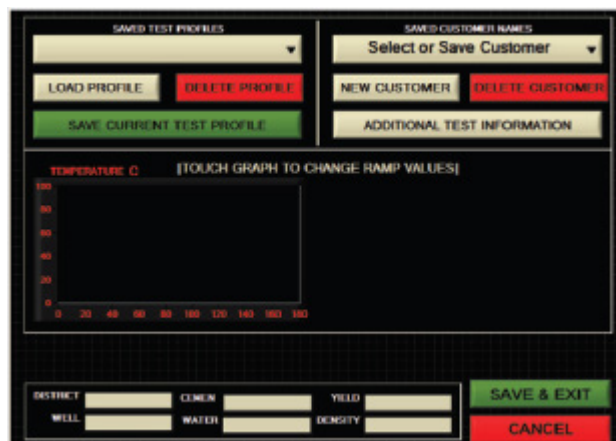 SAVED TEST PROFILES
SAVED CUSTOMER NAMES
Select or Save Customer
LOAD PROFILE
DELETE PROFILE
NEW CUSTOMER
DELETE CUSTOMER
SAVE CURRENT TEST PROFILE
ADDITIONAL TEST INFORMATION
TEMPERATURE C
[TOUCH GRAPH TO CHANGE RAMP VALUES]
100
80
60
40
20
0
0 20 40 60 80 100 120 140 160 180
DISTRICT
CEMEN
YIELD
SAVE & EXIT
WELL
WATER
DENSITY
CANCEL